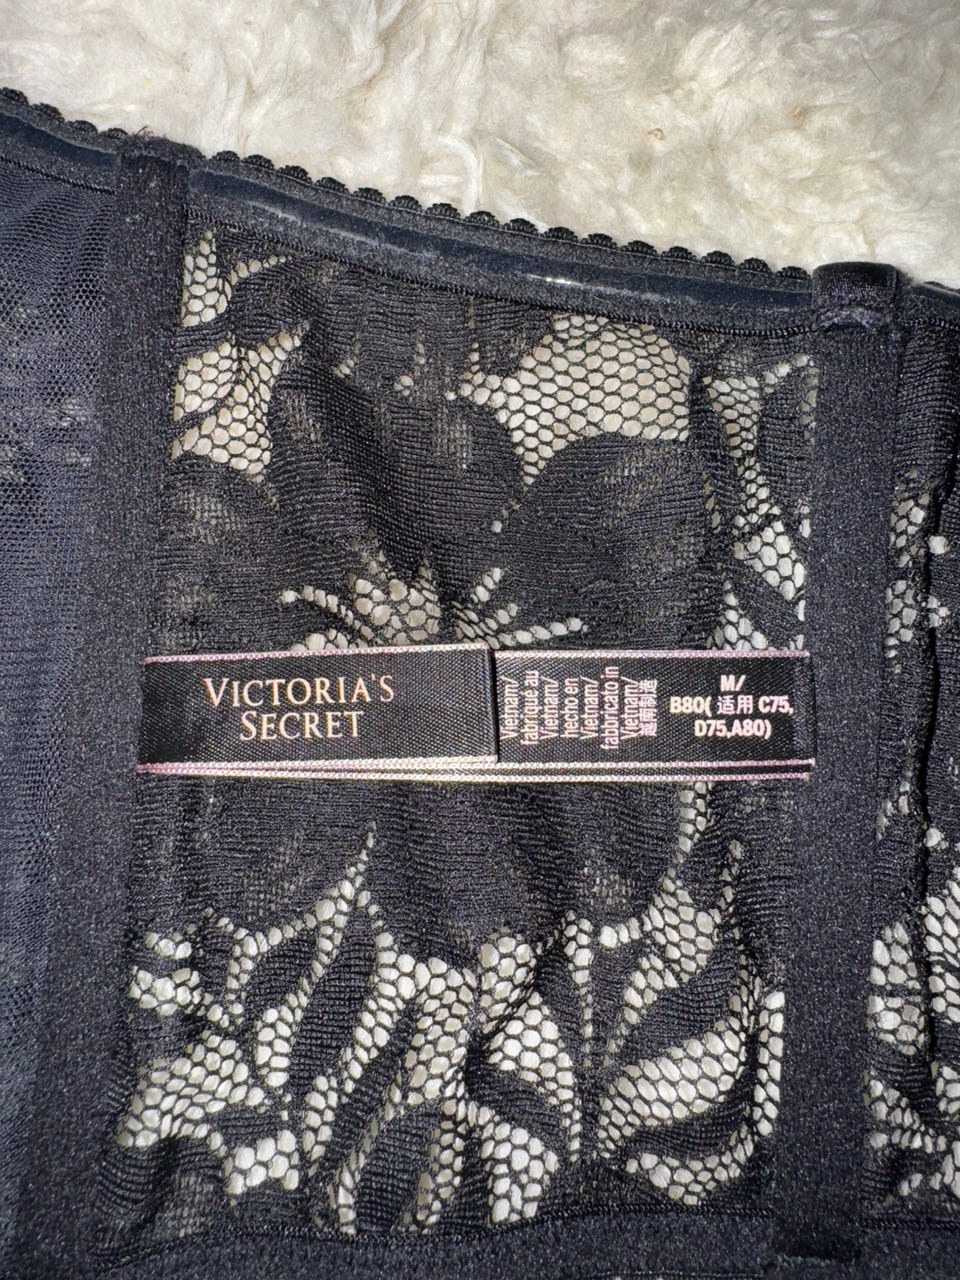 VICTORIA'S
SECRET
Vietnam/
fabriqué au
Vietnam/
hecho en
Vietnam/
fabbricato in
Vietnam/
越南制造
M/
B80( 适用 C75,
D75,A80)